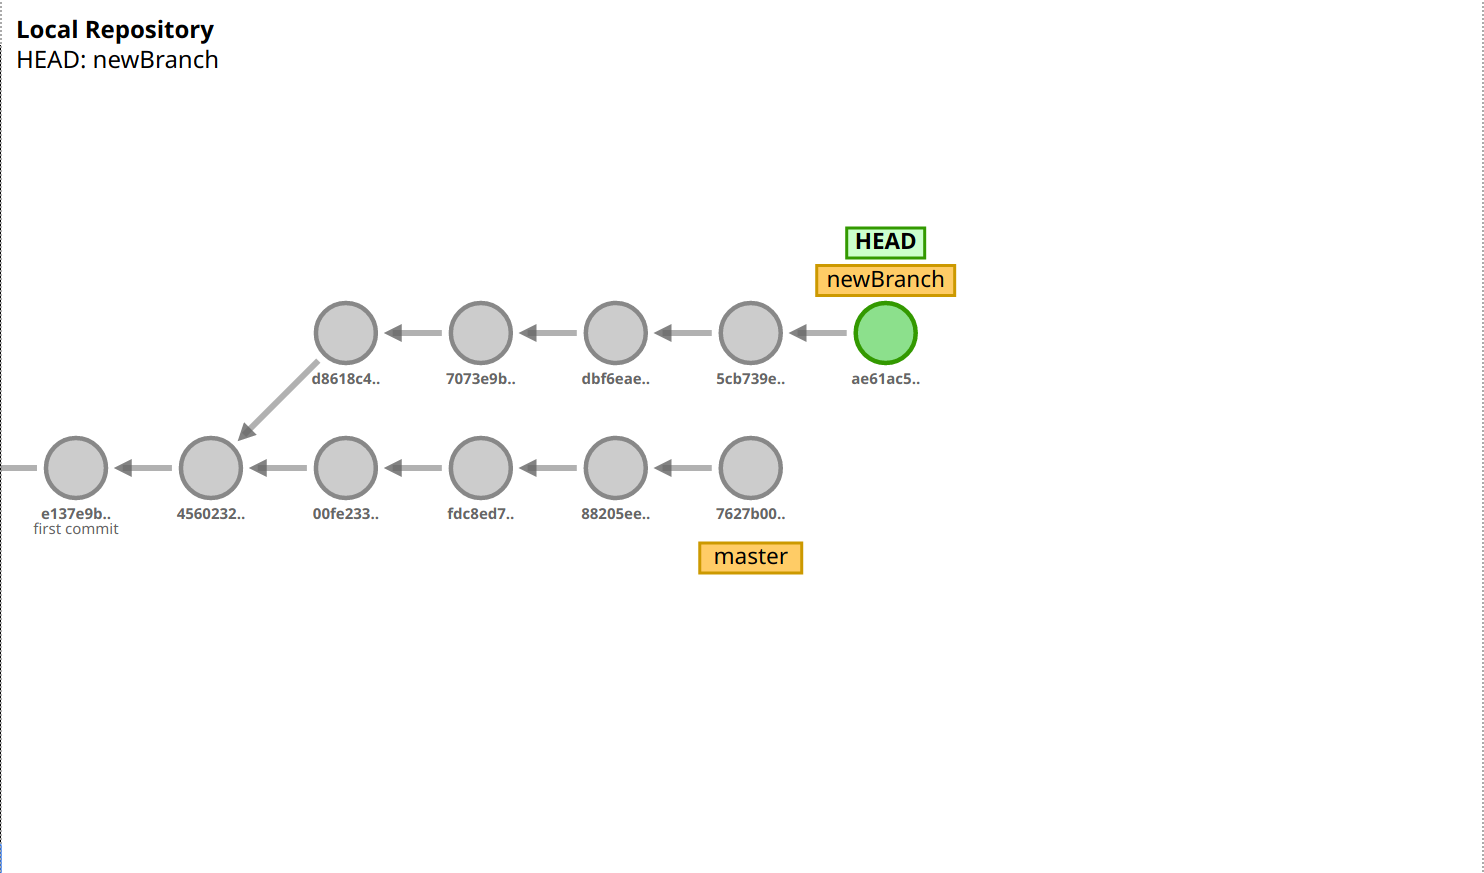 Local Repository
HEAD: newBranch
HEAD
newBranch
d8618c4.. 7073e9b.. dbf6eae.. 5cb739e.. ae61ac5..
e137e9b.. 4560232.. 00fe233.. fdc8ed7.. 88205ee.. 7627b00..
first commit
master